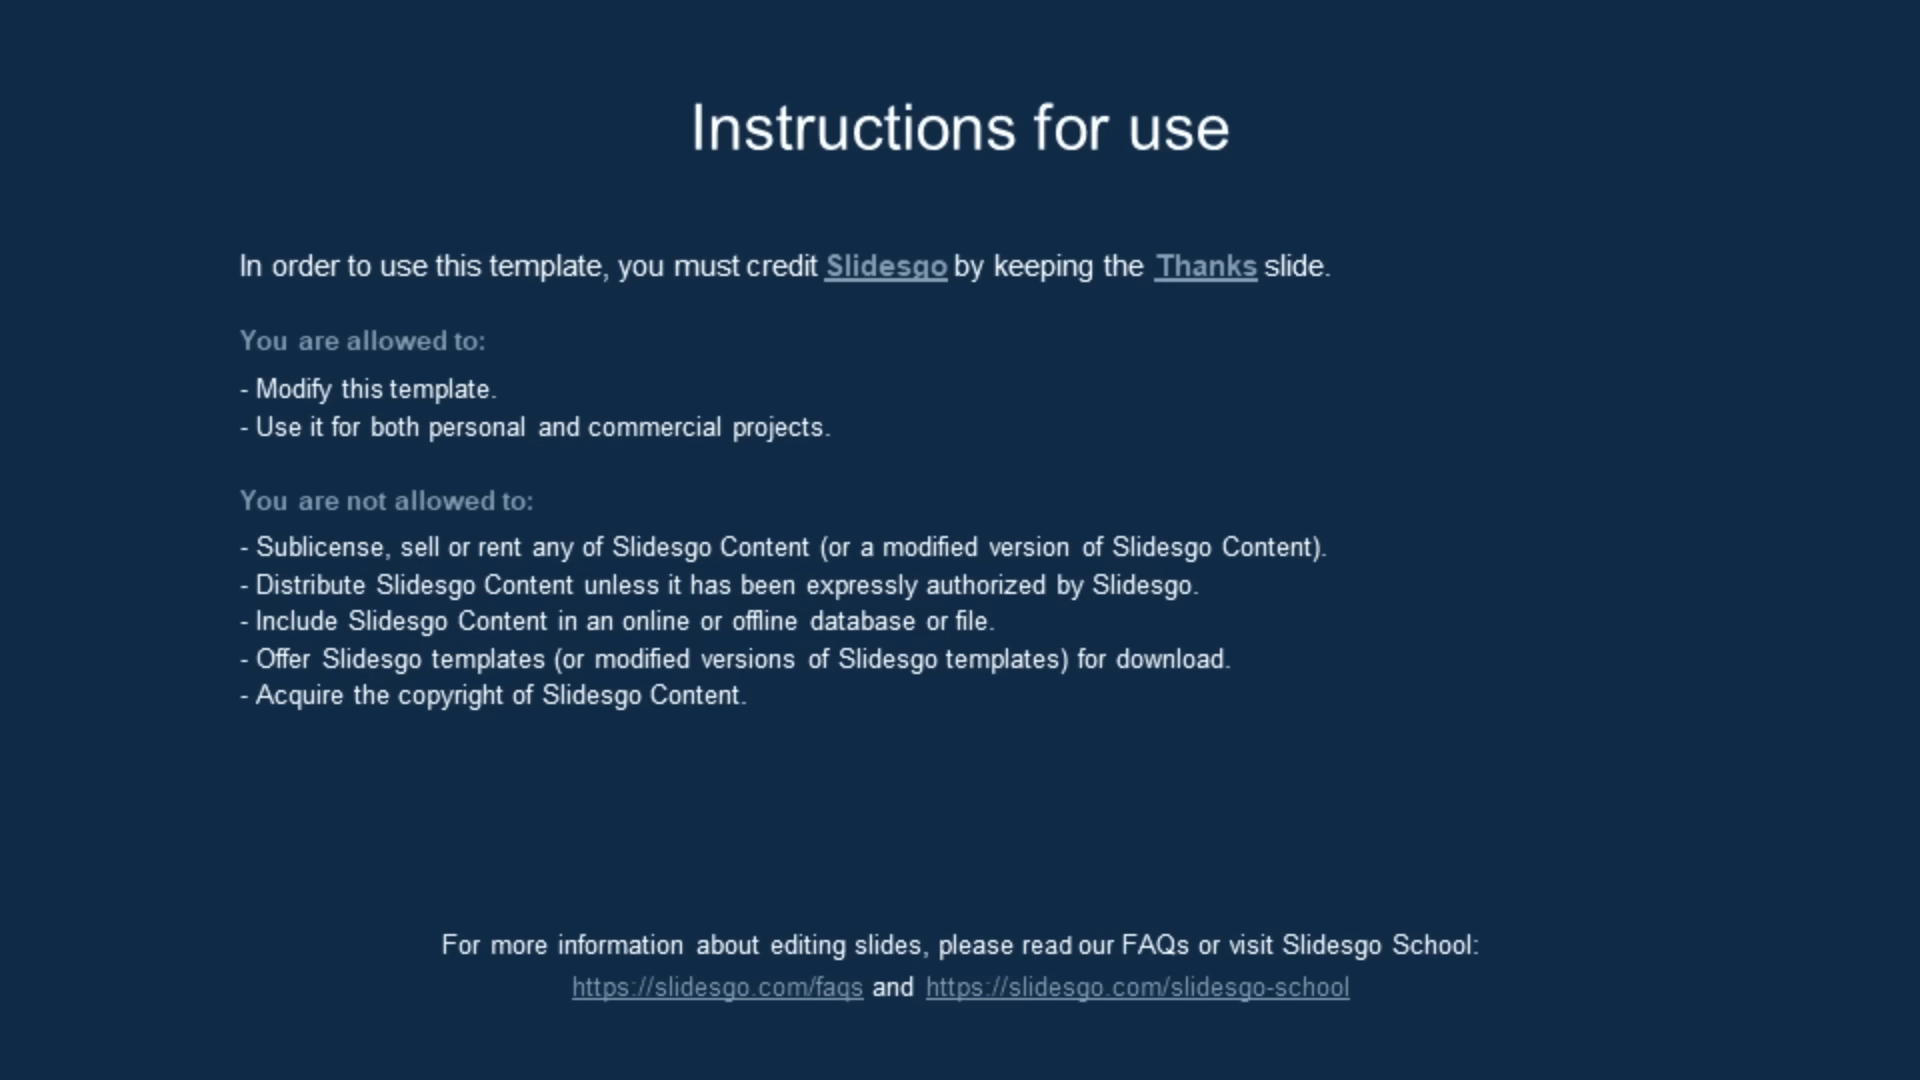 Instructions for use
In order to use this template, you must credit Slidesgo by keeping the Thanks slide.
You are allowed to:
- Modify this template.
- Use it for both personal and commercial projects.
You are not allowed to:
- Sublicense, sell or rent any of Slidesgo Content (or a modified version of Slidesgo Content).
- Distribute Slidesgo Content unless it has been expressly authorized by Slidesgo.
- Include Slidesgo Content in an online or offline database or file.
- Offer Slidesgo templates (or modified versions of Slidesgo templates) for download.
- Acquire the copyright of Slidesgo Content.
For more information about editing slides, please read our FAQs or visit Slidesgo School:
https://slidesgo.com/faqs and https://slidesgo.com/slidesgo-school